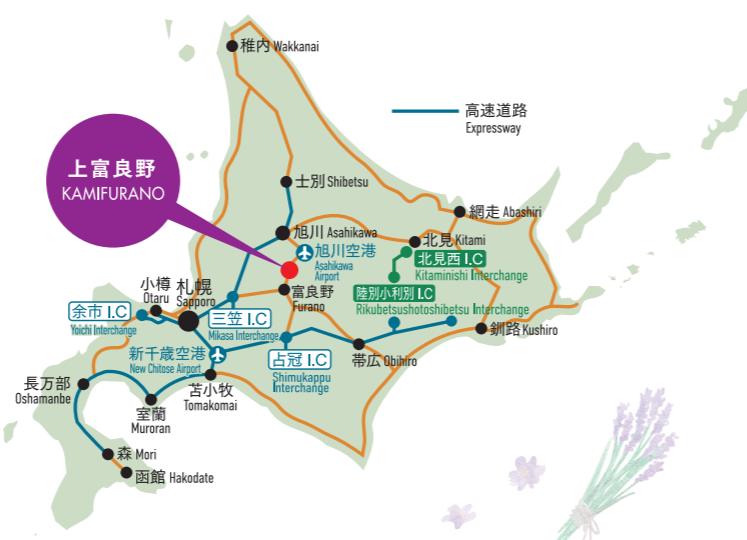 稚内 Wakkanai
高速道路
Expressway
上富良野
KAMIFURANO
士別 Shibetsu
網走 Abashiri
旭川 Asahikawa
北見 Kitami
旭川空港
Asahikawa
Airport
北見西 I.C
Kitaminishi Interchange
小樽
Otaru
札幌
Sapporo
富良野
Furano
陸別小利別 I.C
Rikubetsushotoshibetsu Interchange
余市 I.C
Yoichi Interchange
三笠 I.C
Mikasa Interchange
釧路 Kushiro
新千歳空港
New Chitose Airport
占冠 I.C
Shimukappu
Interchange
帯広 Obihiro
長万部
Oshamanbe
苫小牧
Tomakomai
室蘭
Muroran
森 Mori
函館 Hakodate